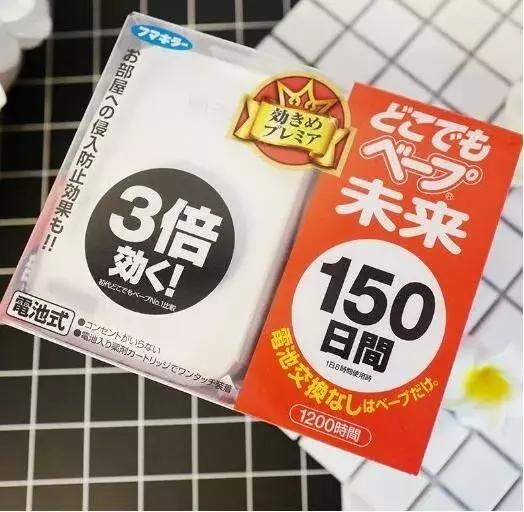 フマキラー
お部屋への侵入防止効果も!!
効きめ
プレミア
3倍
効く!
初代どこでもベープNo.1比較
電池式
●コンセントがいらない
●電池入り薬剤カートリッジでワンタッチ装着
どこでも
ベープ®
未来
150
日間
1日8時間使用時
電池交換なしはベープだけ。
1200時間